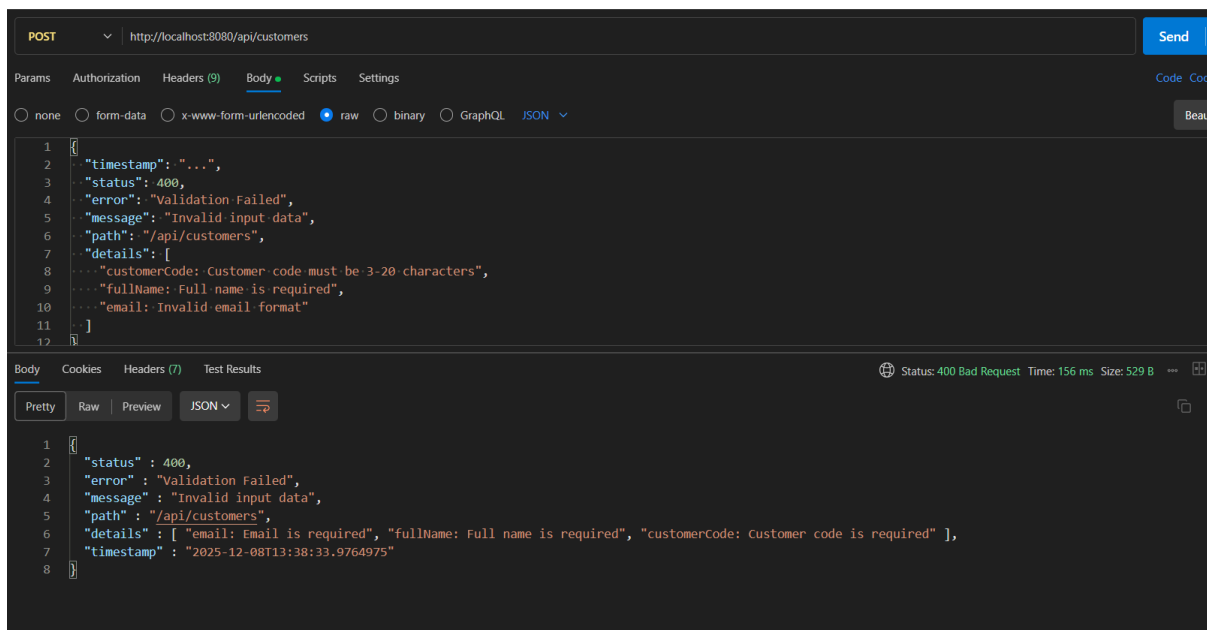 POST http://localhost:8080/api/customers Send
Params Authorization Headers (9) Body Scripts Settings Code
none form-data x-www-form-urlencoded raw binary GraphQL JSON
1 {
2 "timestamp": "...",
3 "status": 400,
4 "error": "Validation Failed",
5 "message": "Invalid input data",
6 "path": "/api/customers",
7 "details": [
8 "customerCode: Customer code must be 3-20 characters",
9 "fullName: Full name is required",
10 "email: Invalid email format"
11 ]
12 }
Body Cookies Headers (7) Test Results Status: 400 Bad Request Time: 156 ms Size: 529 B
Pretty Raw Preview JSON
1 {
2 "status" : 400,
3 "error" : "Validation Failed",
4 "message" : "Invalid input data",
5 "path" : "/api/customers",
6 "details" : [ "email: Email is required", "fullName: Full name is required", "customerCode: Customer code is required" ],
7 "timestamp" : "2025-12-08T13:38:33.9764975"
8 }